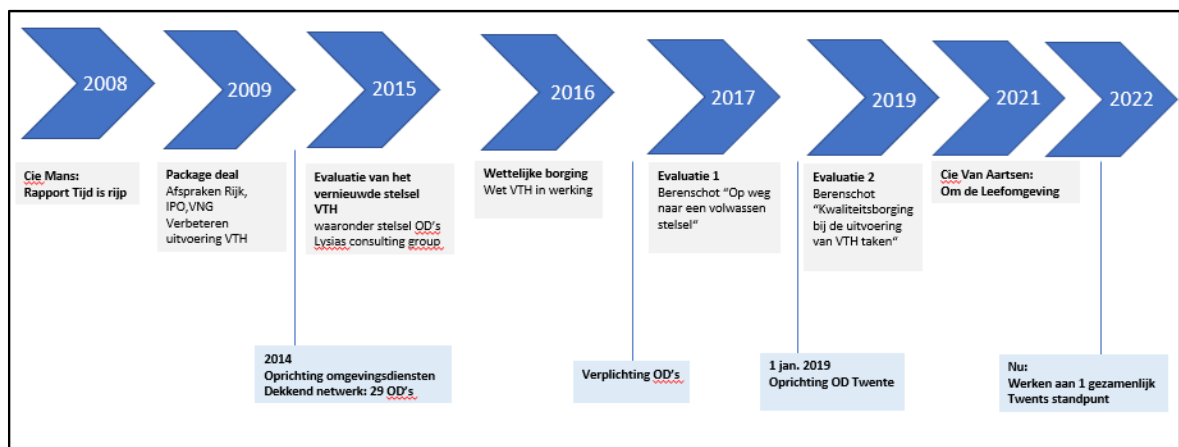 2008
2009
2015
2016
2017
2019
2021
2022
Cie Mans:
Rapport Tijd is rijp
Package deal
Afspraken Rijk,
IPO,VNG
Verbeteren
uitvoering VTH
Evaluatie van het
vernieuwde stelsel
VTH
waaronder stelsel OD's
Lysias consulting group
Wettelijke borging
Wet VTH in werking
Evaluatie 1
Berenschot “Op weg
naar een volwassen
stelsel“
Evaluatie 2
Berenschot
“Kwaliteitsborging
bij de uitvoering
van VTH taken“
Cie Van Aartsen:
Om de Leefomgeving
2014
Oprichting omgevingsdiensten
Dekkend netwerk: 29 OD's
Verplichting OD's
1 jan. 2019
Oprichting OD Twente
Nu:
Werken aan 1 gezamenlijk
Twents standpunt